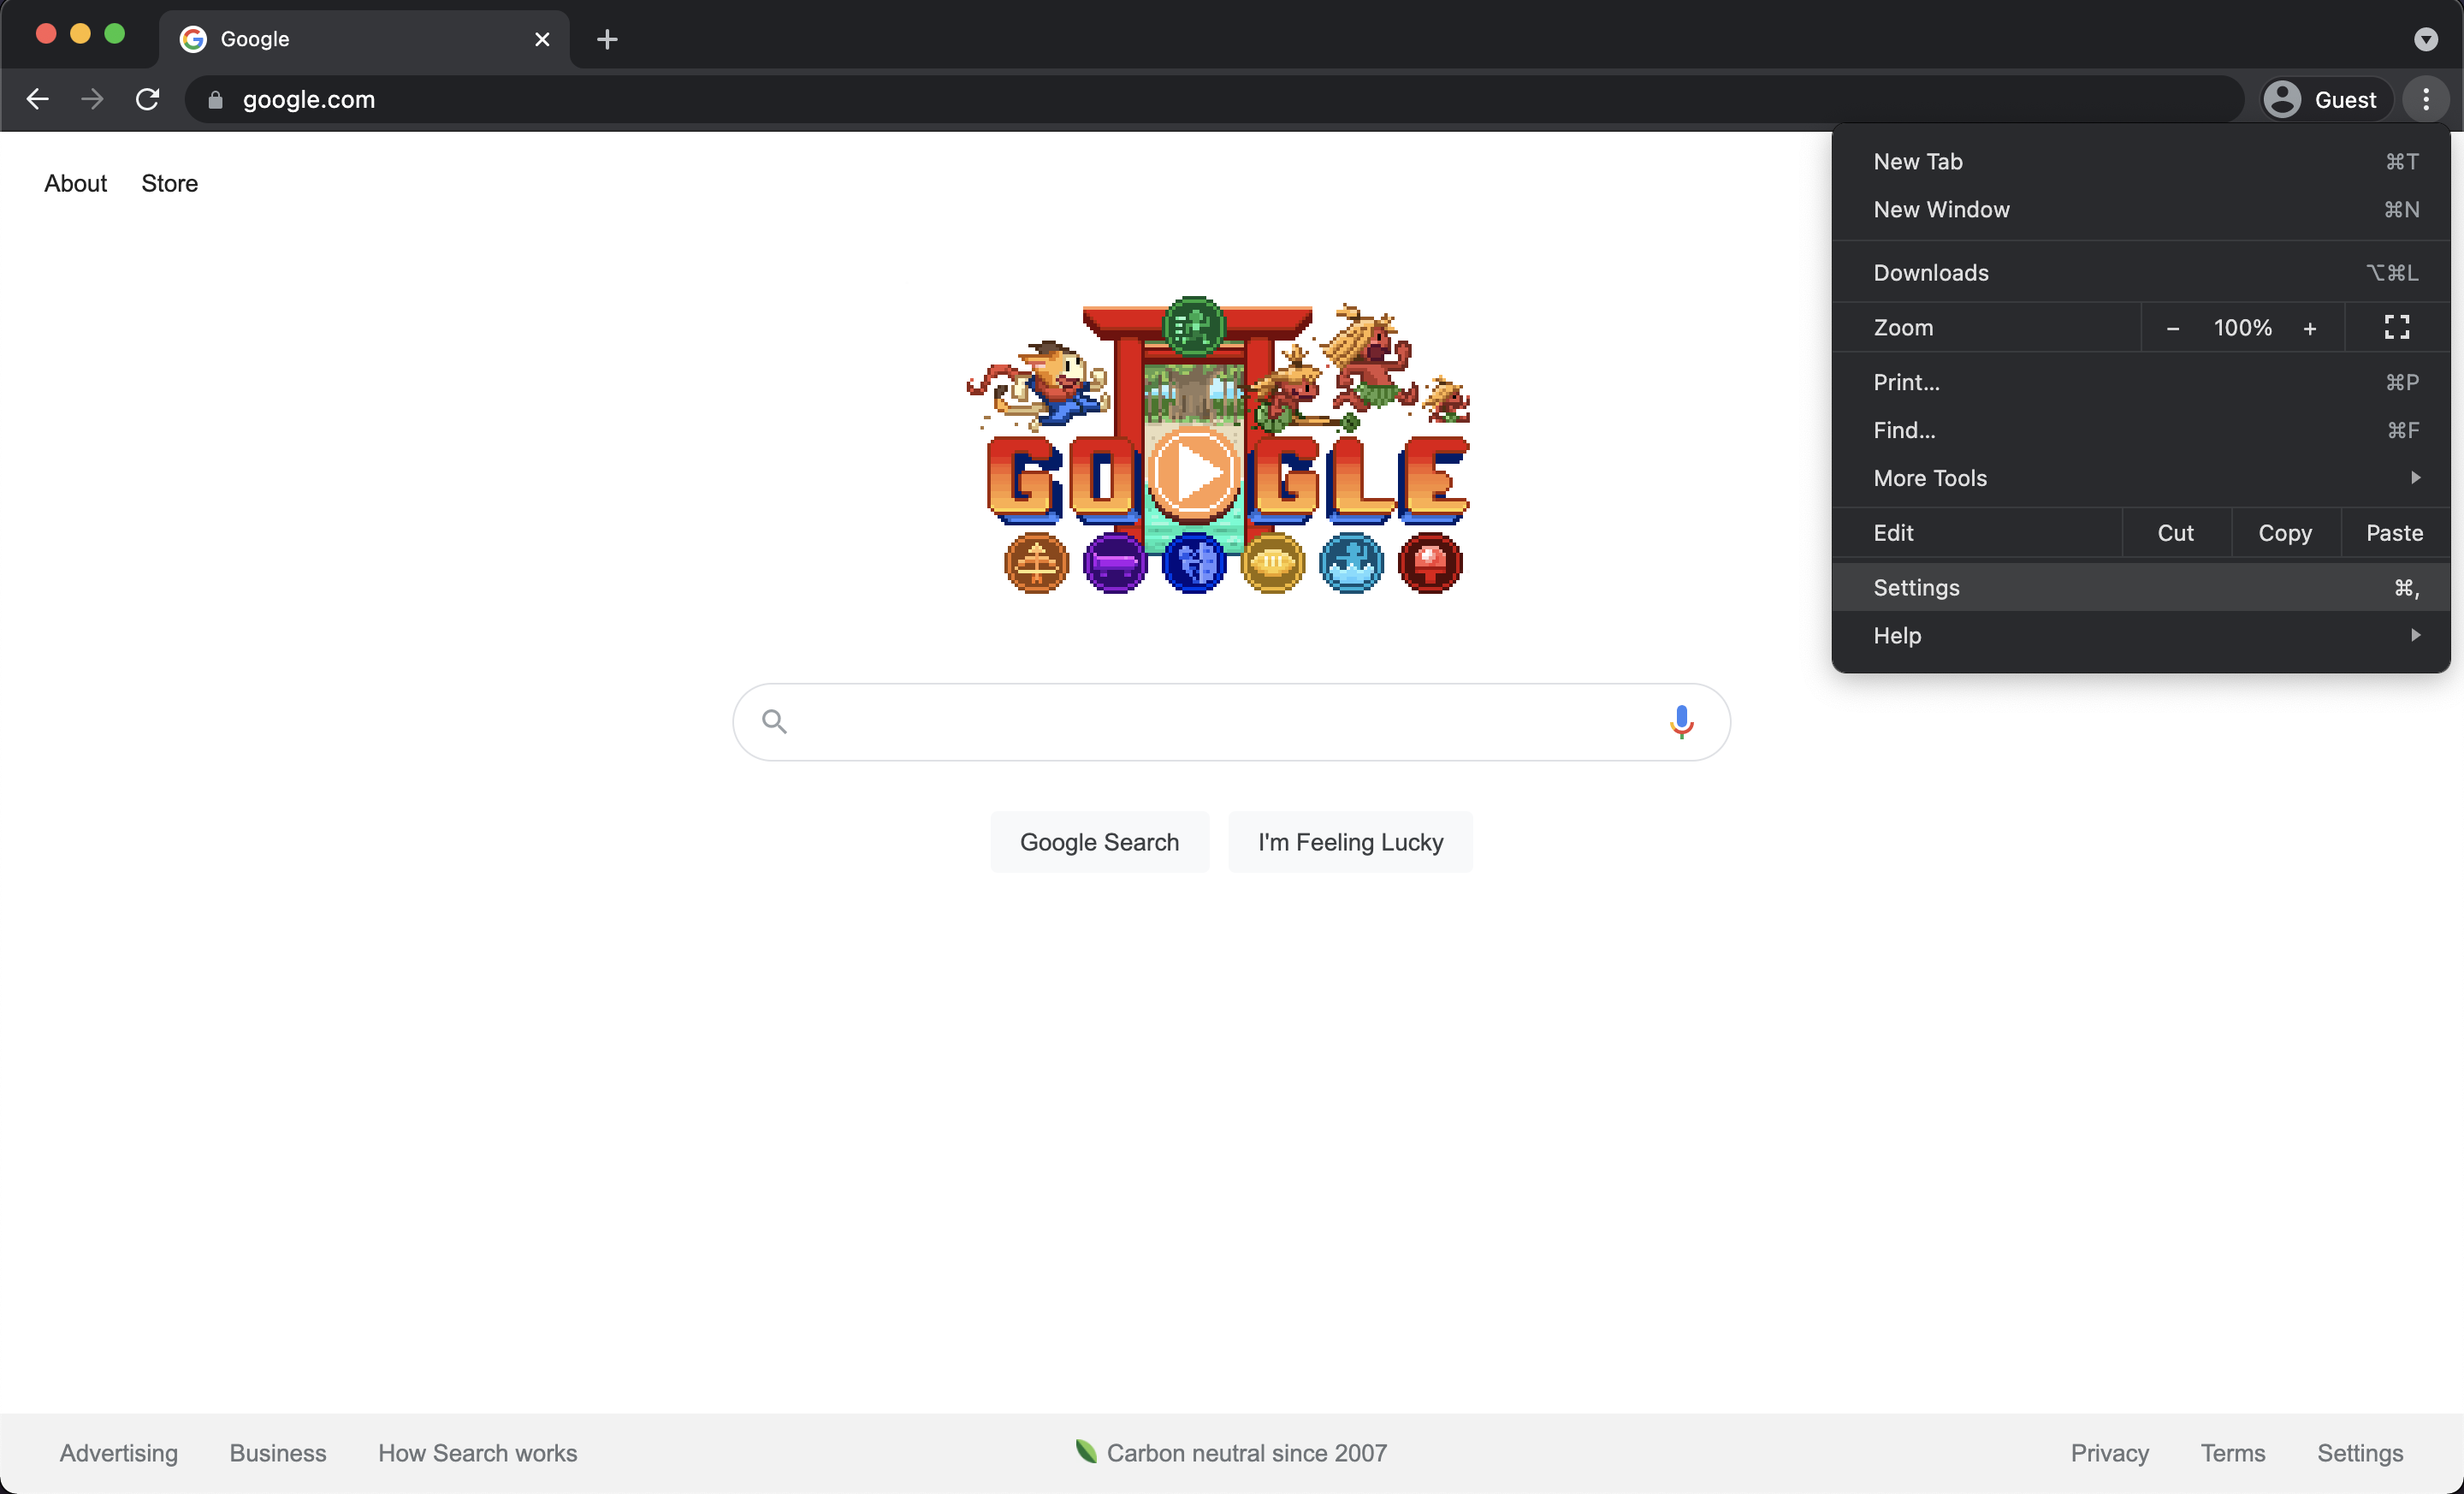 Google
google.com
Guest
About Store
New Tab ⌘T
New Window ⌘N
Downloads ⌥⌘L
Zoom − 100% +
Print... ⌘P
Find... ⌘F
More Tools
Edit Cut Copy Paste
Settings ⌘,
Help
GOOGLE
Google Search I'm Feeling Lucky
Advertising Business How Search works Carbon neutral since 2007 Privacy Terms Settings